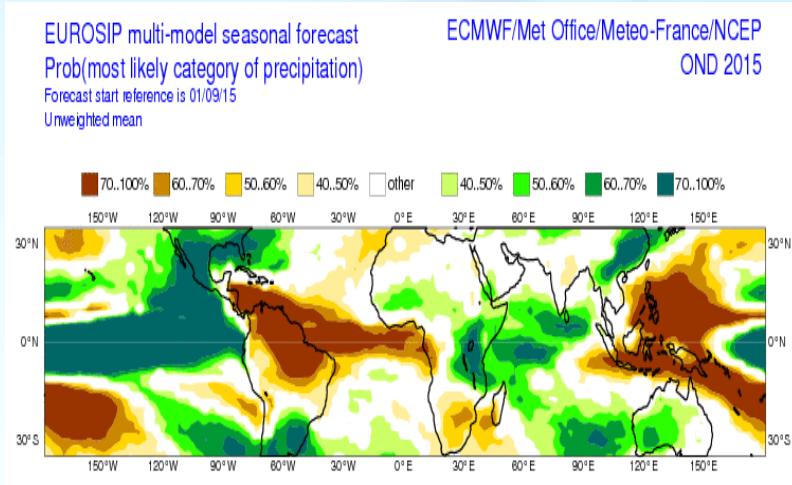 EUROSIP multi-model seasonal forecast
Prob(most likely category of precipitation)
Forecast start reference is 01/09/15
Unweighted mean
ECMWF/Met Office/Meteo-France/NCEP
OND 2015
70..100% 60..70% 50..60% 40..50% other 40..50% 50..60% 60..70% 70..100%
150°W 120°W 90°W 60°W 30°W 0°E 30°E 60°E 90°E 120°E 150°E
30°N 30°N
0°N 0°N
30°S 30°S
150°W 120°W 90°W 60°W 30°W 0°E 30°E 60°E 90°E 120°E 150°E